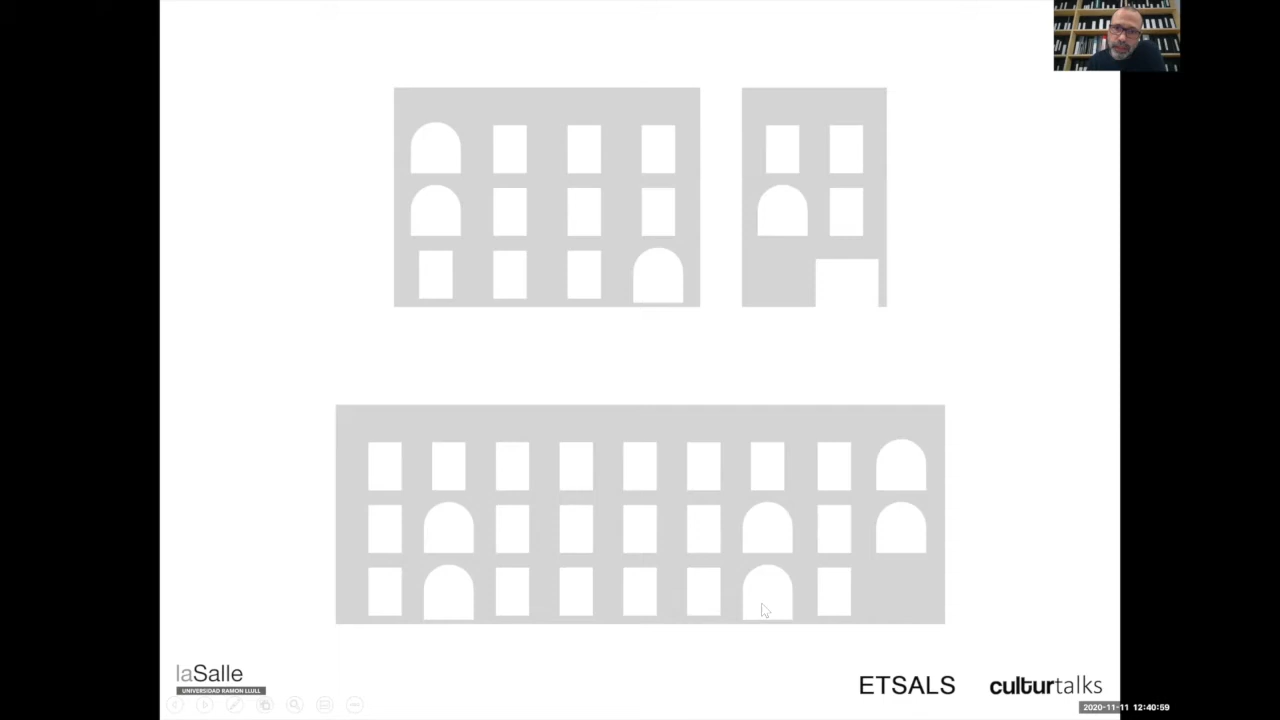 laSalle
UNIVERSIDAD RAMON LLULL
ETSALS
culturtalks
2020-11-11 12:40:59